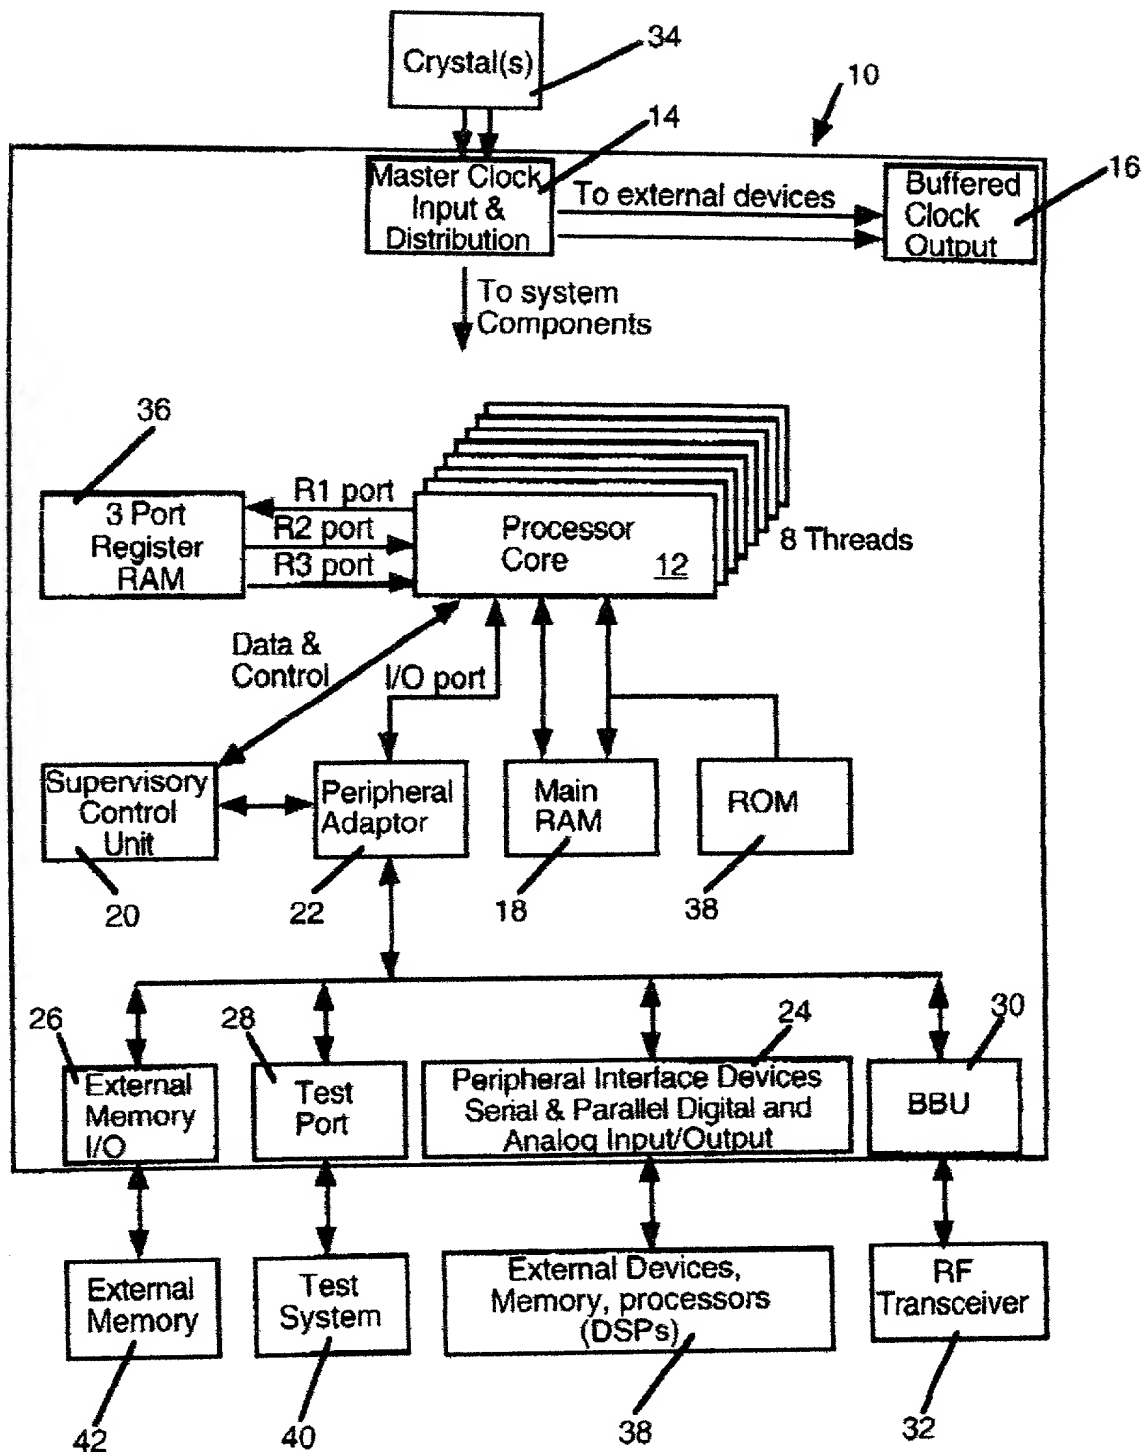 34
Crystal(s)
10
14
16
Master Clock
Input &
Distribution
To external devices
Buffered
Clock
Output
To system
Components
36
3 Port
Register
RAM
R1 port
R2 port
R3 port
Processor
Core
12
8 Threads
Data &
Control
I/O port
Supervisory
Control
Unit
Peripheral
Adaptor
Main
RAM
ROM
20
22
18
38
26
28
24
30
External
Memory
I/O
Test
Port
Peripheral Interface Devices
Serial & Parallel Digital and
Analog Input/Output
BBU
External
Memory
Test
System
External Devices,
Memory, processors
(DSPs)
RF
Transceiver
42
40
38
32